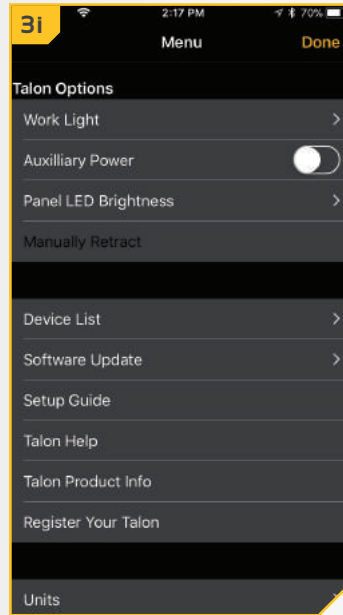 3i
2:17 PM
70%
Menu
Done
Talon Options
Work Light
Auxilliary Power
Panel LED Brightness
Manually Retract
Device List
Software Update
Setup Guide
Talon Help
Talon Product Info
Register Your Talon
Units